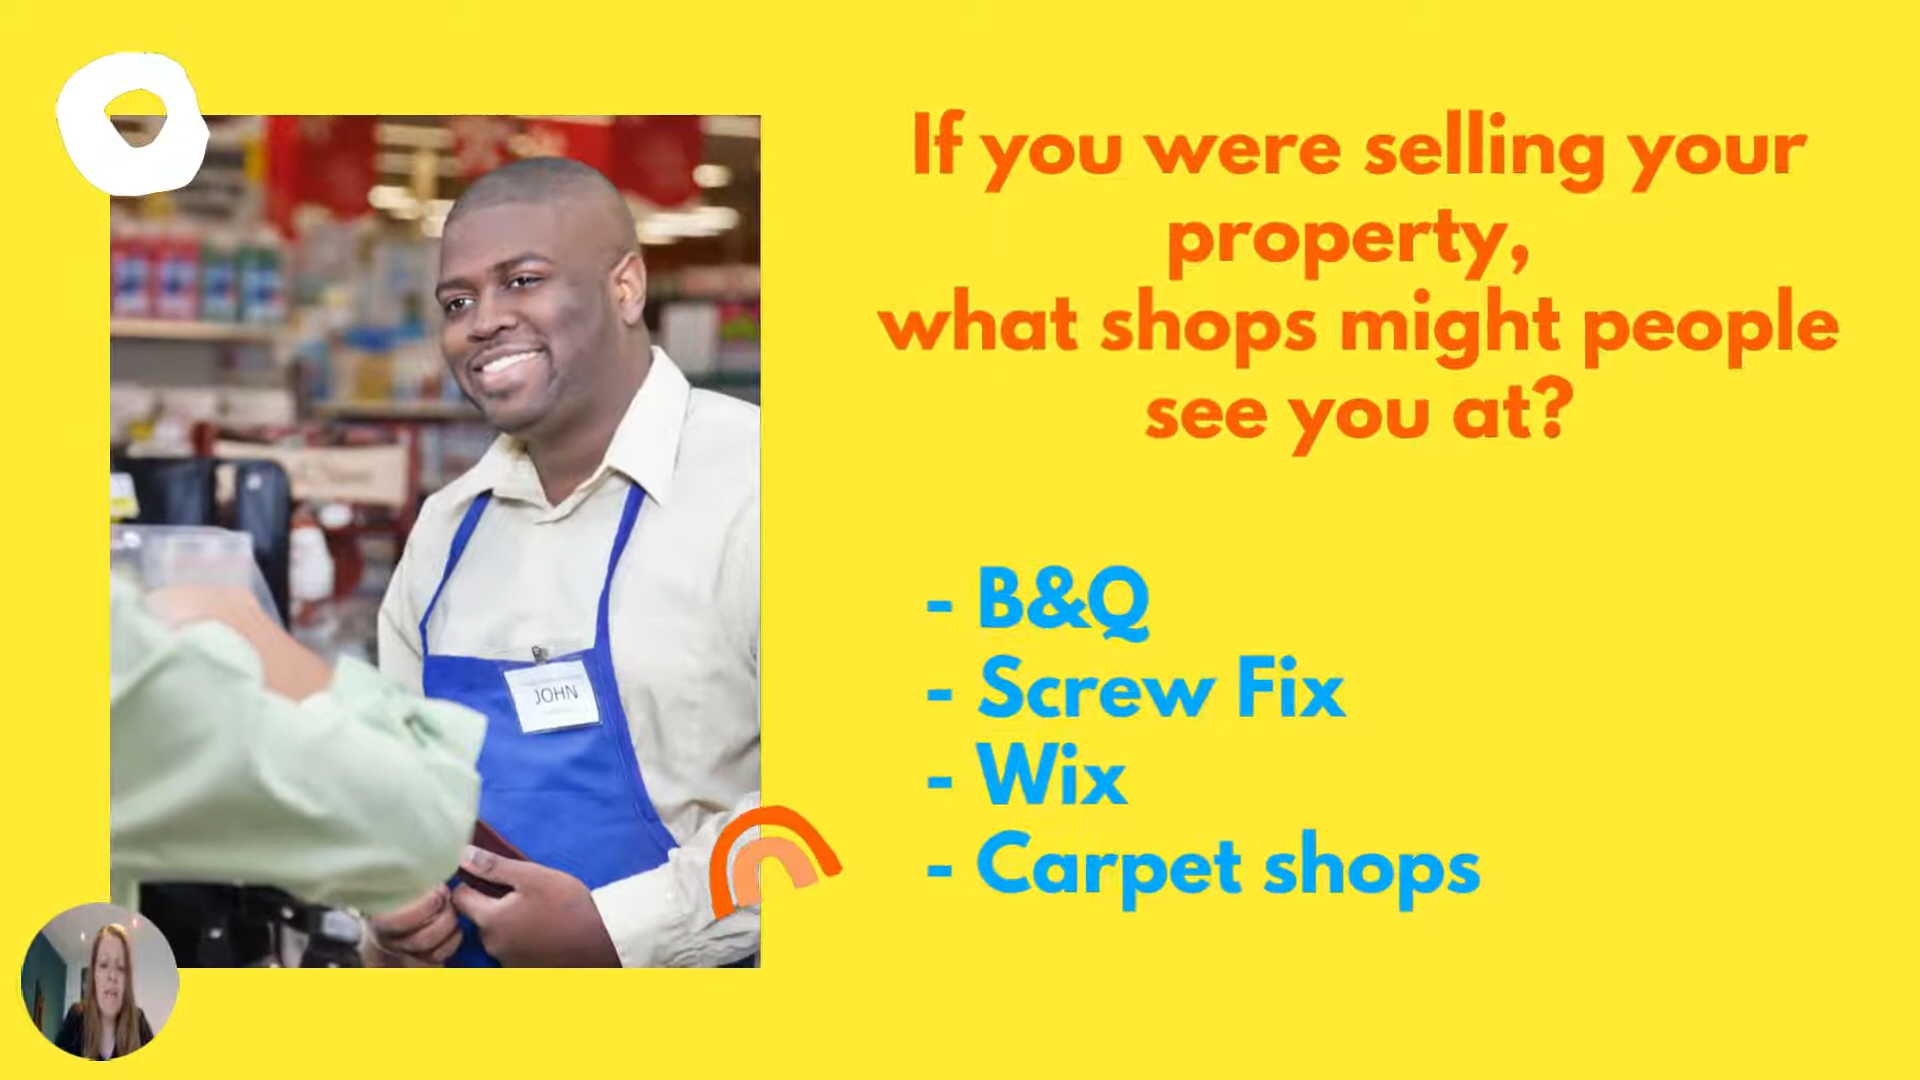 If you were selling your
property,
what shops might people
see you at?
- B&Q
- Screw Fix
- Wix
- Carpet shops
JOHN